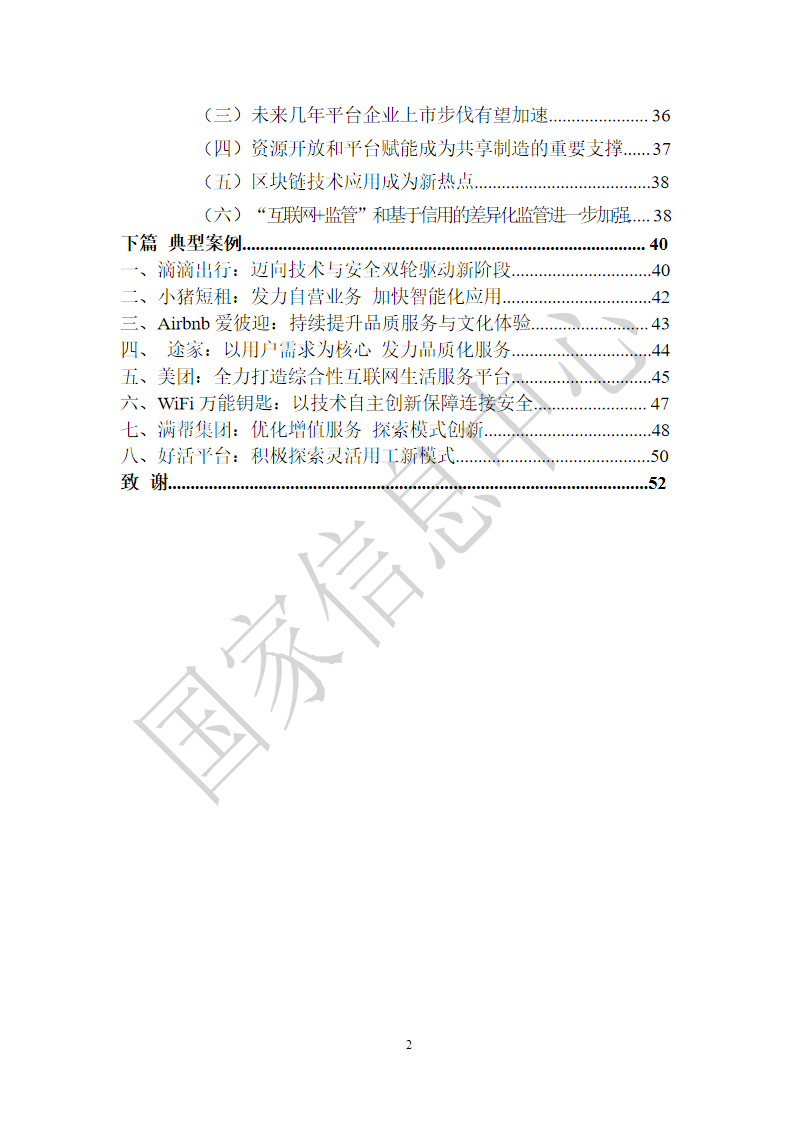 （三）未来几年平台企业上市步伐有望加速...................... 36
（四）资源开放和平台赋能成为共享制造的重要支撑......37
（五）区块链技术应用成为新热点.......................................38
（六）“互联网+监管”和基于信用的差异化监管进一步加强....38
下篇 典型案例........................................................................... 40
一、滴滴出行：迈向技术与安全双轮驱动新阶段..............................40
二、小猪短租：发力自营业务 加快智能化应用................................42
三、Airbnb 爱彼迎：持续提升品质服务与文化体验......................... 43
四、 途家：以用户需求为核心 发力品质化服务..............................44
五、美团：全力打造综合性互联网生活服务平台..............................45
六、WiFi 万能钥匙：以技术自主创新保障连接安全........................ 47
七、满帮集团：优化增值服务 探索模式创新...................................48
八、好活平台：积极探索灵活用工新模式.........................................50
致 谢...........................................................................................52
国家信息中心
2